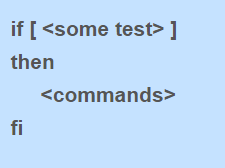 if [ <some test> ]
then
<commands>
fi